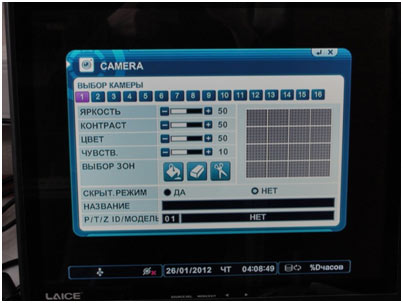 CAMERA
ВЫБОР КАМЕРЫ
1 2 3 4 5 6 7 8 9 10 11 12 13 14 15 16
ЯРКОСТЬ 50
КОНТРАСТ 50
ЦВЕТ 50
ЧУВСТВ. 10
ВЫБОР ЗОН
СКРЫТ.РЕЖИМ ДА НЕТ
НАЗВАНИЕ
P/T/Z ID/МОДЕЛЬ 01 НЕТ
26/01/2012 ЧТ 04:08:49 %Dчасов
LAICE